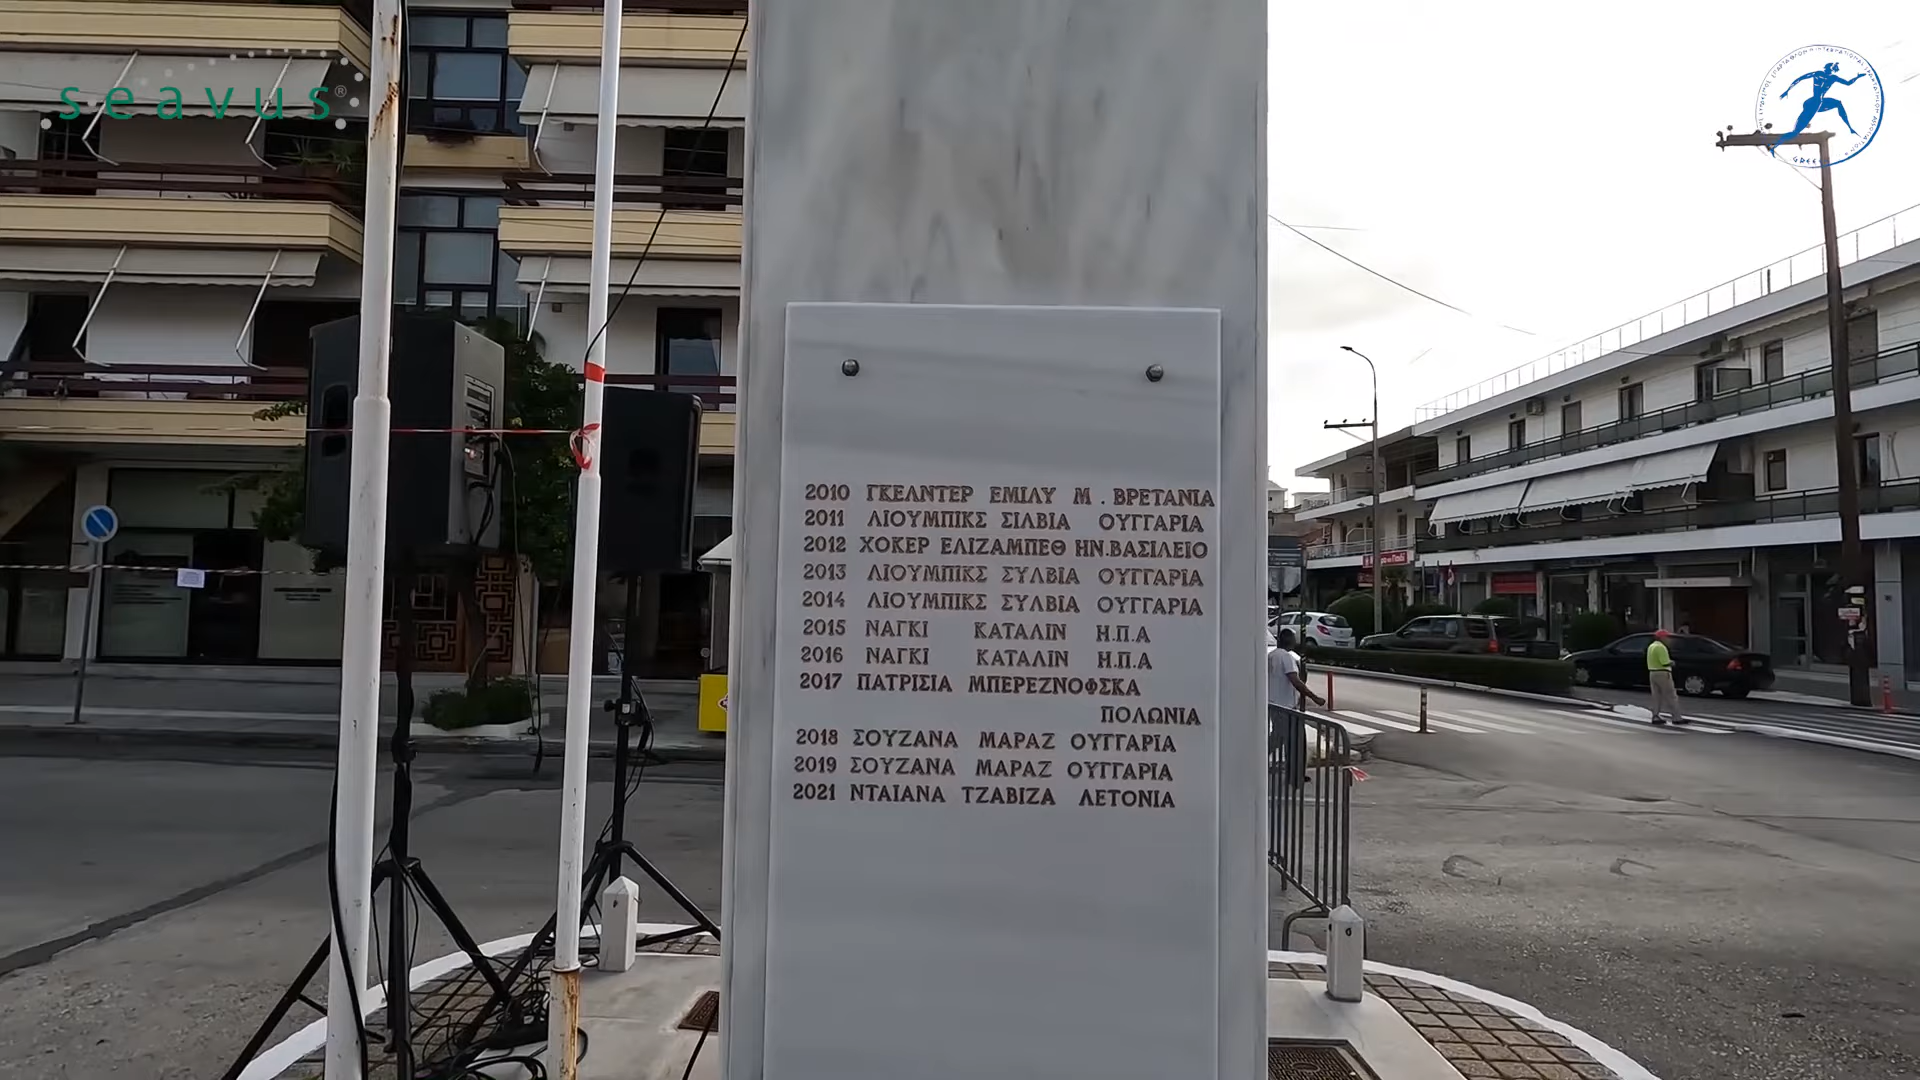 seavus®
2010 ΓΚΕΛΝΤΕΡ ΕΜΙΛΥ Μ . ΒΡΕΤΑΝΙΑ
2011 ΛΙΟΥΜΠΙΚΣ ΣΙΛΒΙΑ ΟΥΓΓΑΡΙΑ
2012 ΧΟΚΕΡ ΕΛΙΖΑΜΠΕΘ ΗΝ.ΒΑΣΙΛΕΙΟ
2013 ΛΙΟΥΜΠΙΚΣ ΣΥΛΒΙΑ ΟΥΓΓΑΡΙΑ
2014 ΛΙΟΥΜΠΙΚΣ ΣΥΛΒΙΑ ΟΥΓΓΑΡΙΑ
2015 ΝΑΓΚΙ ΚΑΤΑΛΙΝ Η.Π.Α
2016 ΝΑΓΚΙ ΚΑΤΑΛΙΝ Η.Π.Α
2017 ΠΑΤΡΙΣΙΑ ΜΠΕΡΕΖΝΟΦΣΚΑ
ΠΟΛΩΝΙΑ
2018 ΣΟΥΖΑΝΑ ΜΑΡΑΖ ΟΥΓΓΑΡΙΑ
2019 ΣΟΥΖΑΝΑ ΜΑΡΑΖ ΟΥΓΓΑΡΙΑ
2021 ΝΤΑΙΑΝΑ ΤΖΑΒΙΖΑ ΛΕΤΟΝΙΑ